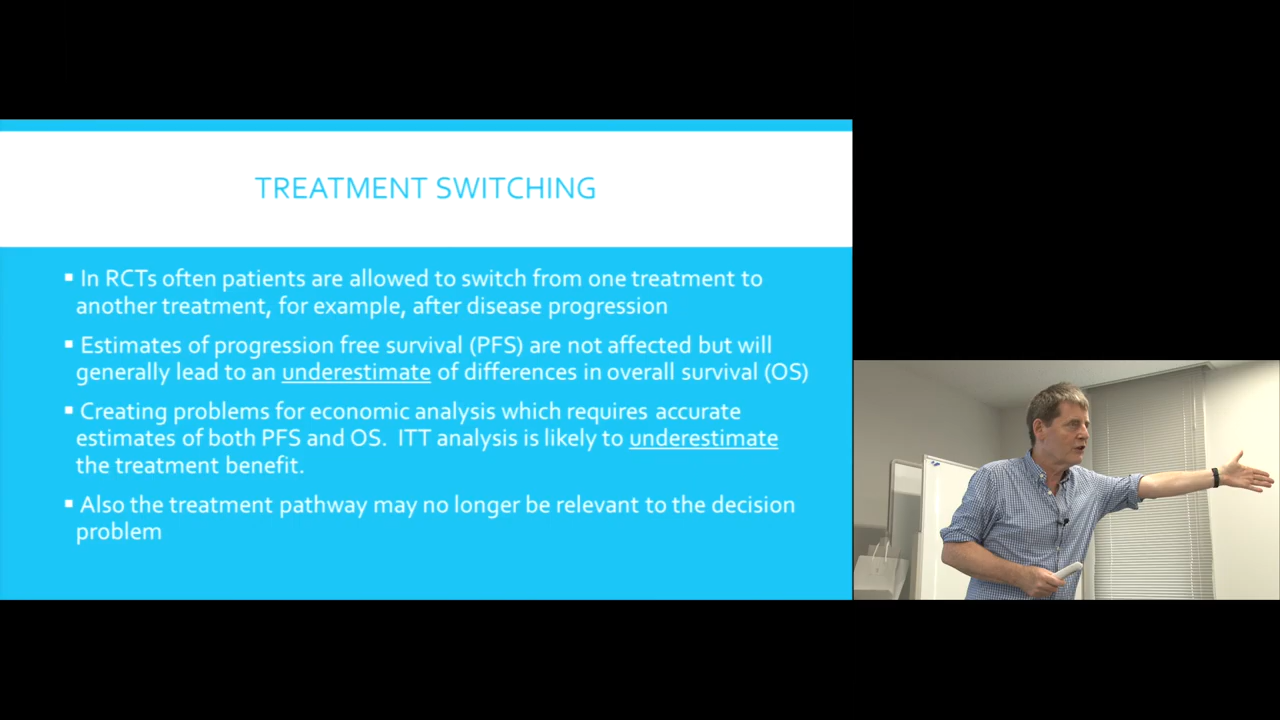 TREATMENT SWITCHING
▪ In RCTs often patients are allowed to switch from one treatment to
another treatment, for example, after disease progression
▪ Estimates of progression free survival (PFS) are not affected but will
generally lead to an underestimate of differences in overall survival (OS)
▪ Creating problems for economic analysis which requires accurate
estimates of both PFS and OS. ITT analysis is likely to underestimate
the treatment benefit.
▪ Also the treatment pathway may no longer be relevant to the decision
problem